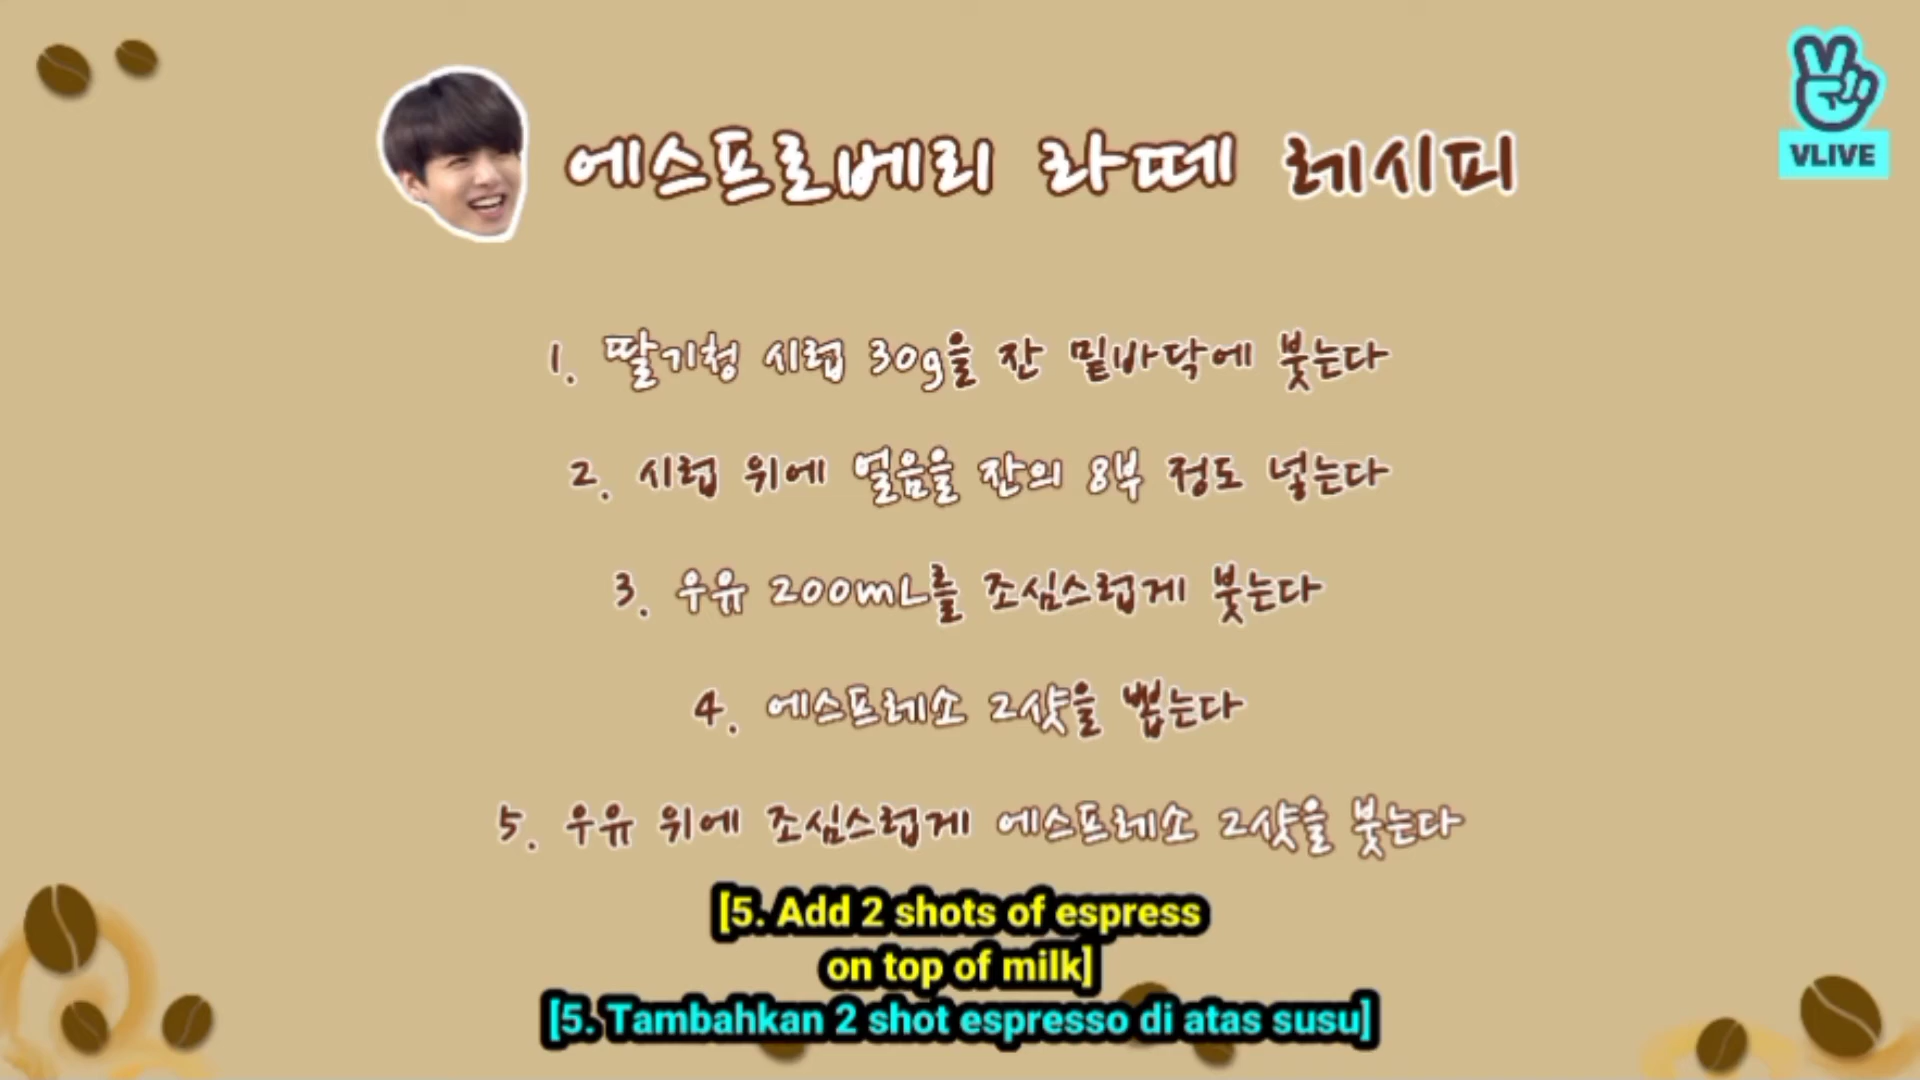 에스프로베리 라떼 레시피
VLIVE
1. 딸기청 시럽 30g을 잔 밑바닥에 붓는다
2. 시럽 위에 얼음을 잔의 8부 정도 넣는다
3. 우유 200mL를 조심스럽게 붓는다
4. 에스프레소 2샷을 뽑는다
5. 우유 위에 조심스럽게 에스프레소 2샷을 붓는다
[5. Add 2 shots of espress
on top of milk]
[5. Tambahkan 2 shot espresso di atas susu]